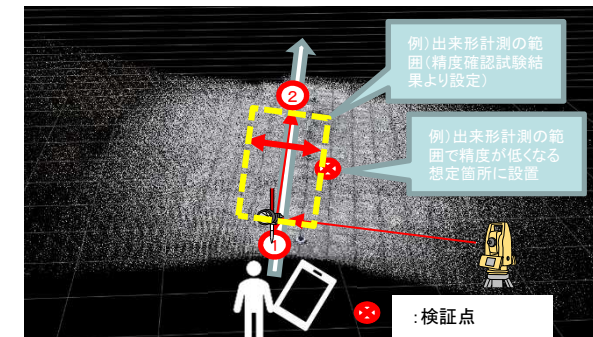 例)出来形計測の範
囲(精度確認試験結
果より設定)
②
例)出来形計測の範
囲で精度が低くなる
想定箇所に設置
①
:検証点